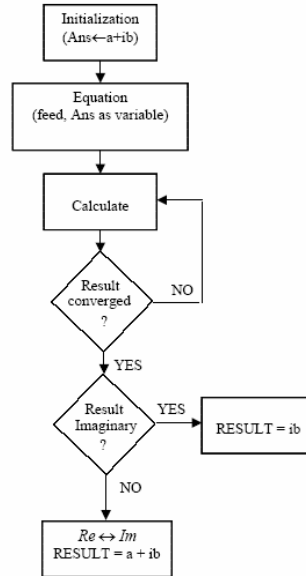 Initialization
(Ans←a+ib)
Equation
(feed, Ans as variable)
Calculate
Result
converged
?
NO
YES
Result
Imaginary
?
YES
RESULT = ib
NO
Re ↔ Im
RESULT = a + ib